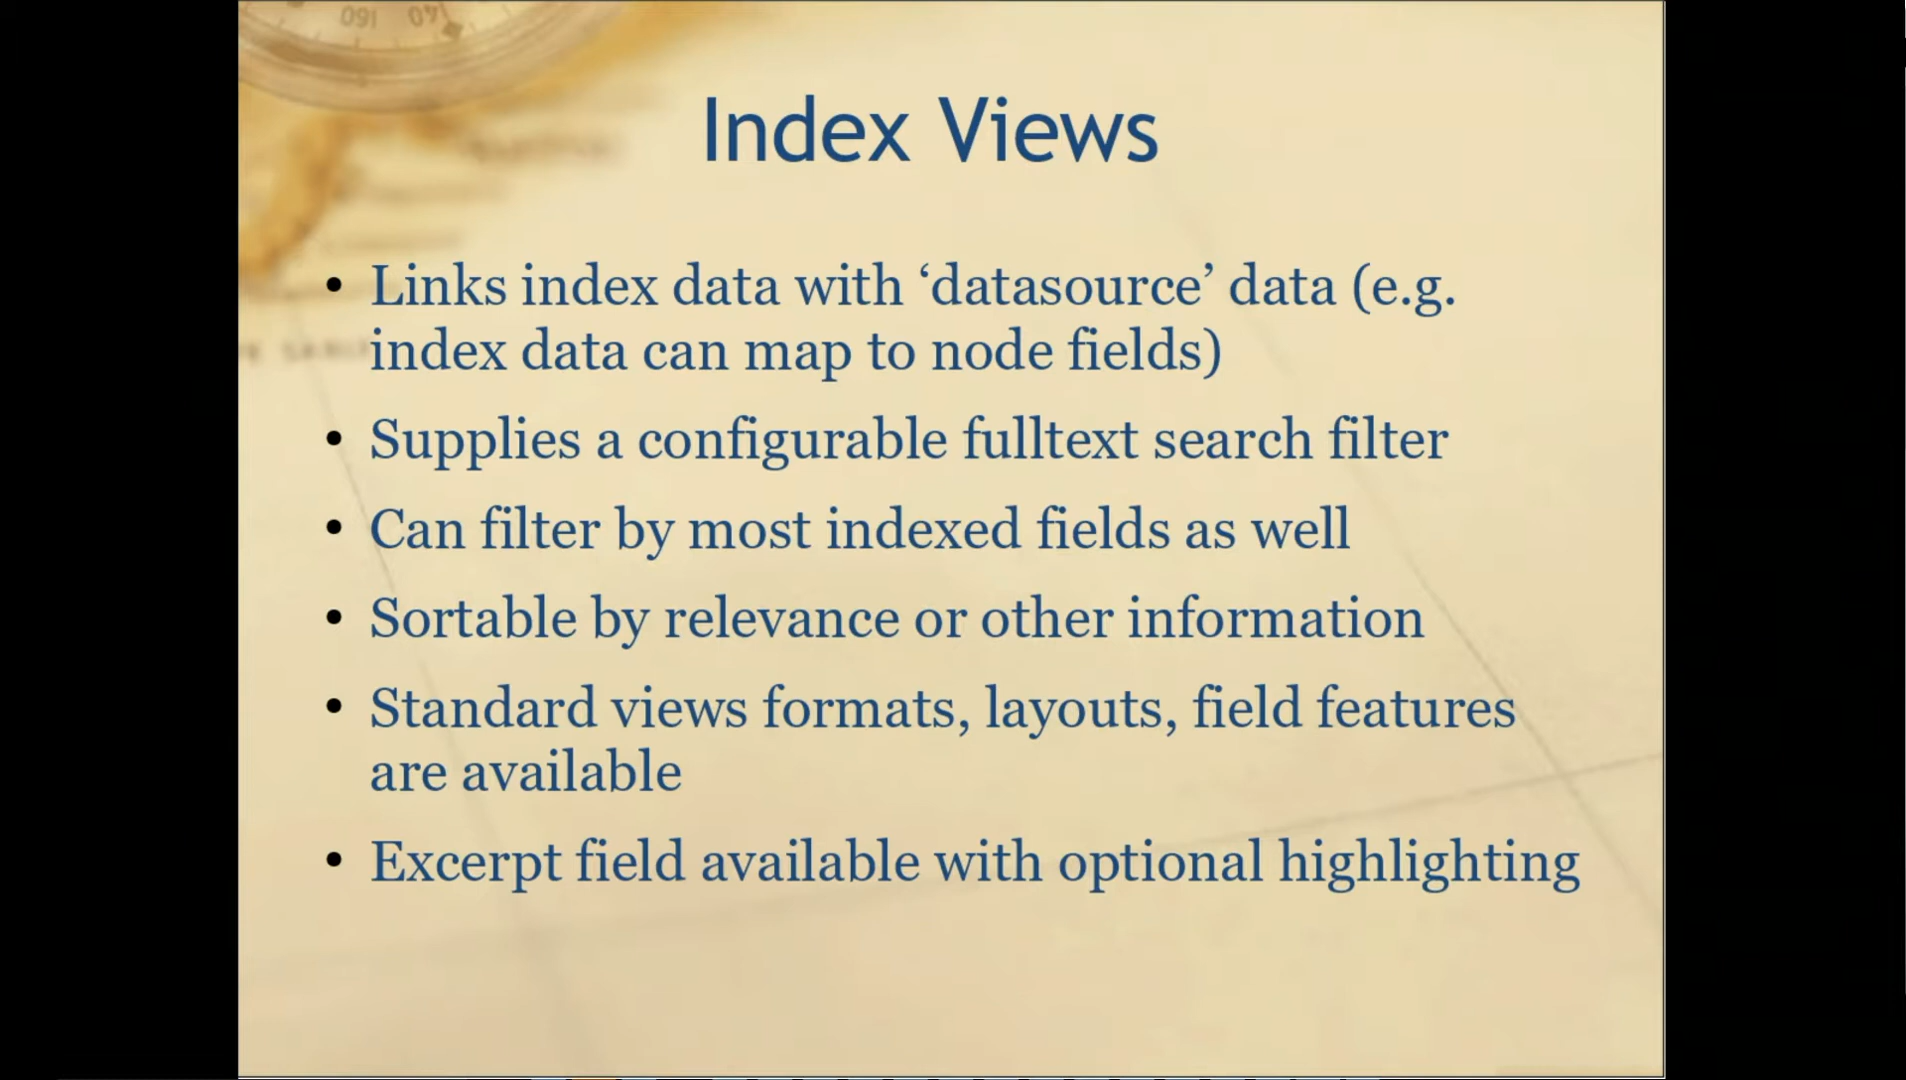 Index Views
• Links index data with ‘datasource’ data (e.g.
index data can map to node fields)
• Supplies a configurable fulltext search filter
• Can filter by most indexed fields as well
• Sortable by relevance or other information
• Standard views formats, layouts, field features
are available
• Excerpt field available with optional highlighting